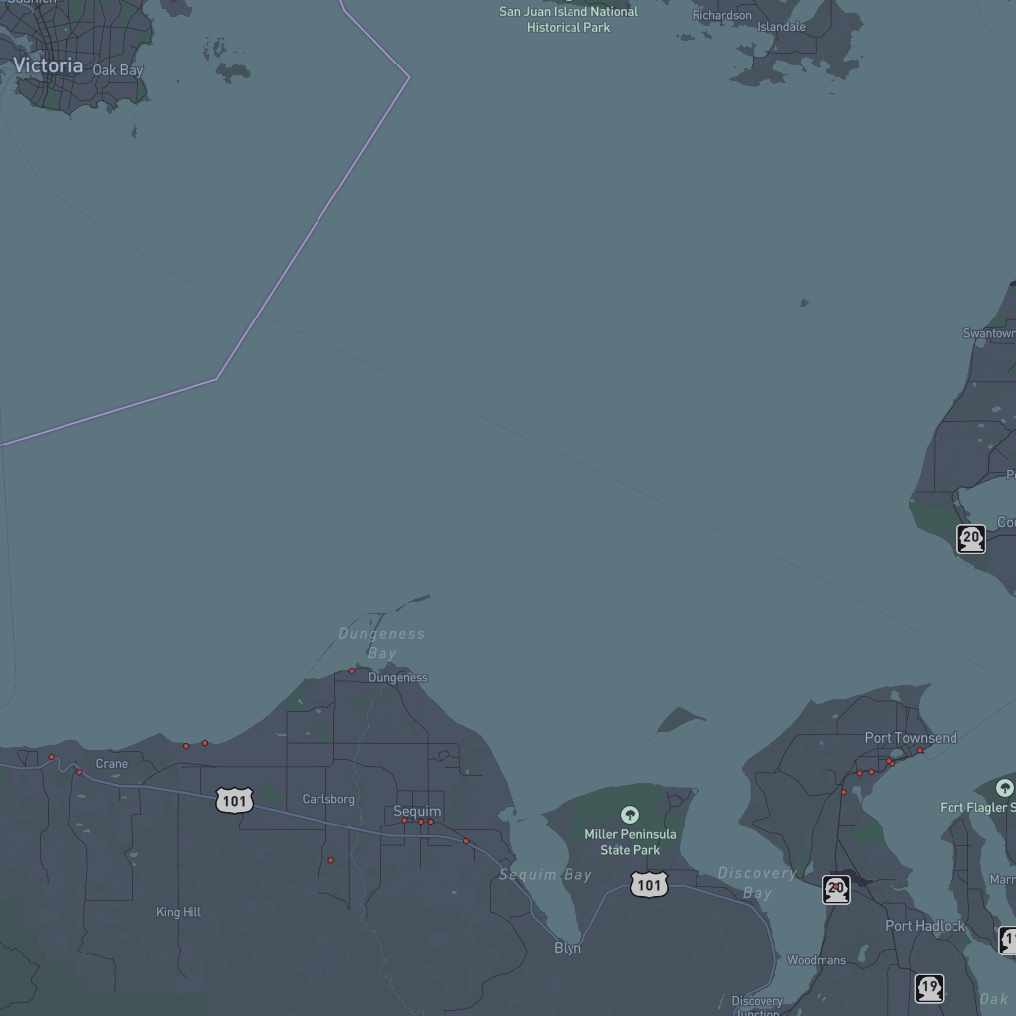 Saanich
San Juan Island National
Historical Park
Richardson
Islandale
Victoria
Oak Bay
Swantown
20
Dungeness
Bay
Dungeness
Port Townsend
Crane
101
Carlsborg
Sequim
Miller Peninsula
State Park
Fort Flagler S
Sequim Bay
101
Discovery
Bay
20
Marr
King Hill
Port Hadlock
Blyn
Woodmans
19
Oak
Discovery
Junction